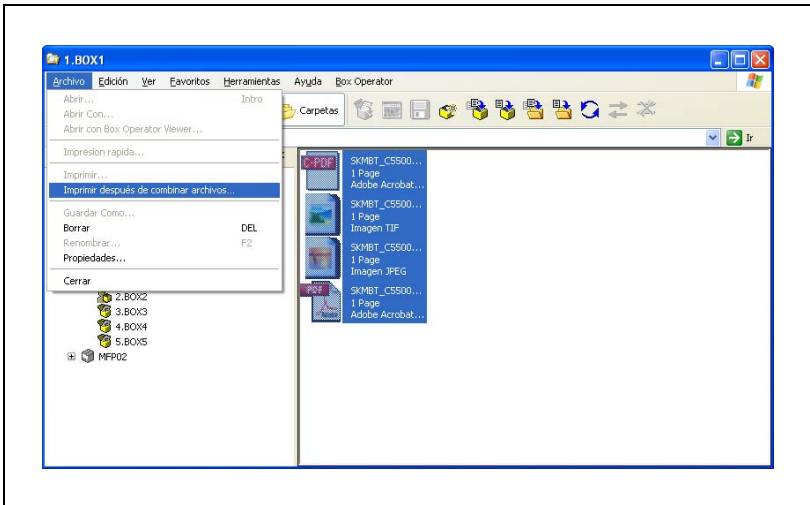 1.BOX1
Archivo Edición Ver Favoritos Herramientas Ayuda Box Operator
Abrir... Intro
Abrir Con...
Abrir con Box Operator Viewer...
Impresion rapida...
Imprimir...
Imprimir después de combinar archivos...
Guardar Como...
Borrar DEL
Renombrar... F2
Propiedades...
Cerrar
Carpetas
Ir
C-PDF
SKMBT_C5500...
1 Page
Adobe Acrobat...
SKMBT_C5500...
1 Page
Imagen TIF
SKMBT_C5500...
1 Page
Imagen JPEG
PDF
SKMBT_C5500...
1 Page
Adobe Acrobat...
2.BOX2
3.BOX3
4.BOX4
5.BOX5
MFP02